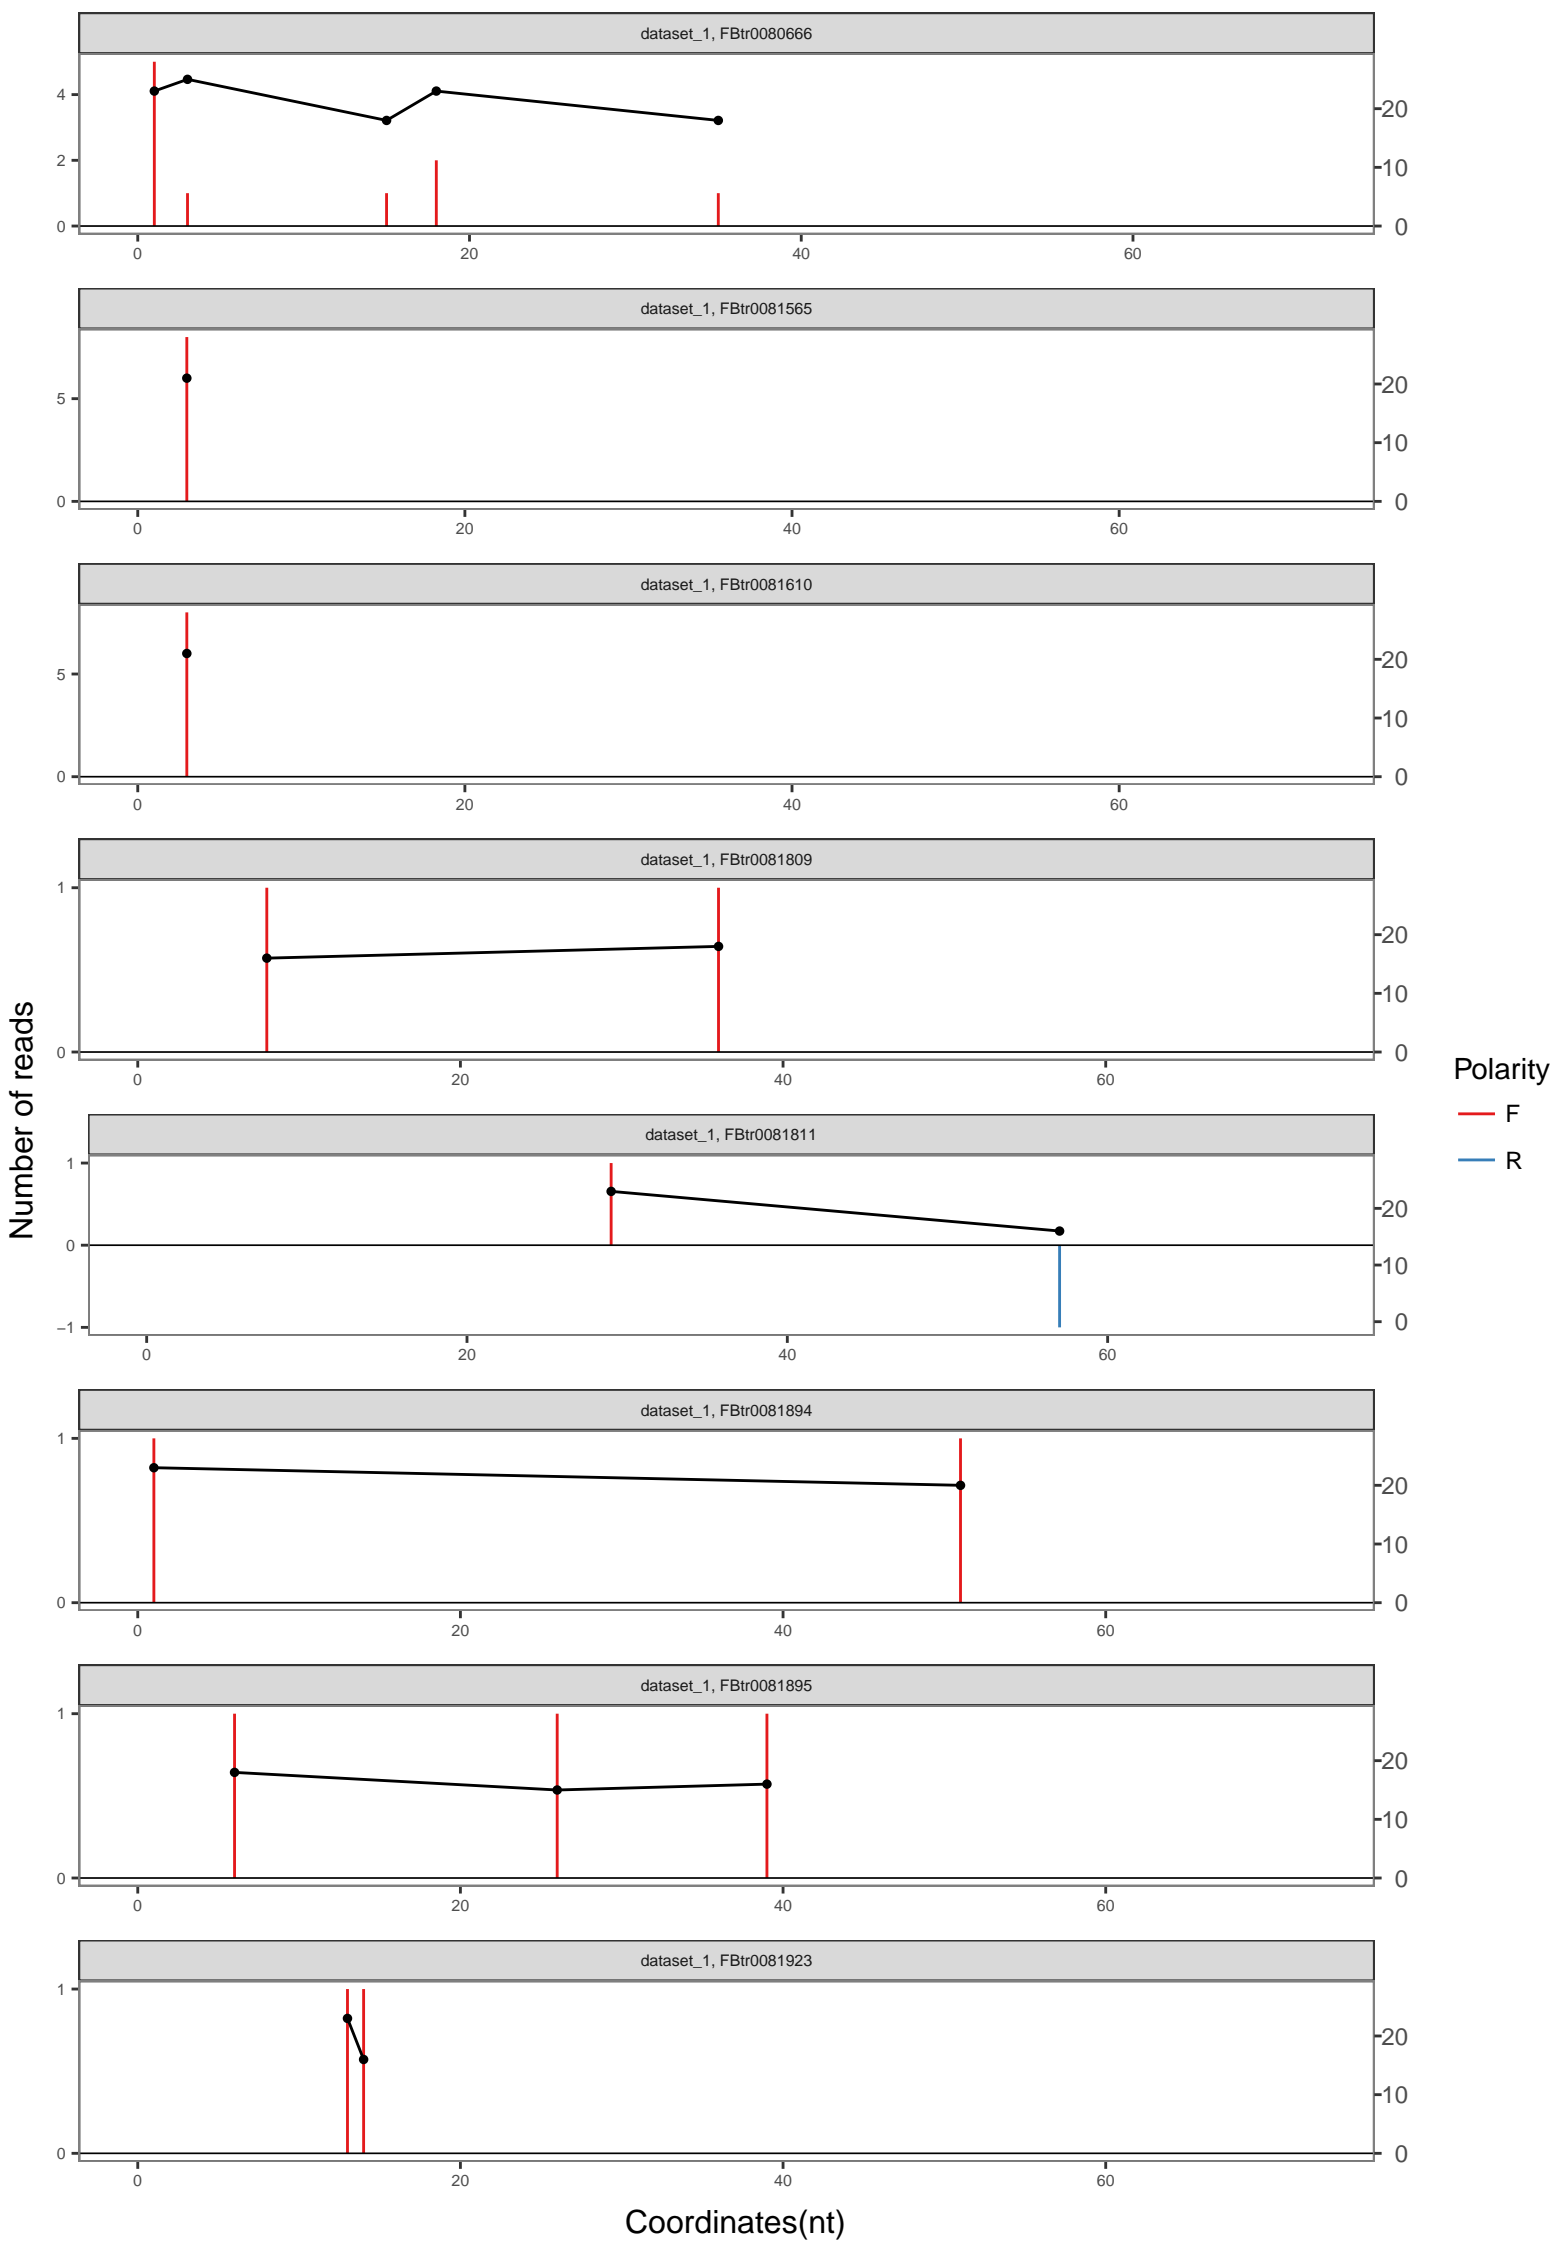 dataset_1, FBtr0080666
4
2
0
20
10
0
0 20 40 60
dataset_1, FBtr0081565
5
0
20
10
0
0 20 40 60
dataset_1, FBtr0081610
5
0
20
10
0
0 20 40 60
dataset_1, FBtr0081809
1
0
20
10
0
0 20 40 60
Number of reads
dataset_1, FBtr0081811
1
0
−1
20
10
0
0 20 40 60
Polarity
F
R
dataset_1, FBtr0081894
1
0
20
10
0
0 20 40 60
dataset_1, FBtr0081895
1
0
20
10
0
0 20 40 60
dataset_1, FBtr0081923
1
0
20
10
0
0 20 40 60
Coordinates(nt)